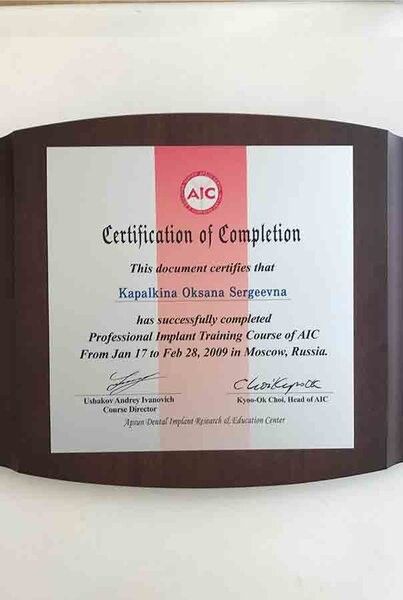 AIC
Certification of Completion
This document certifies that
Kapalkina Oksana Sergeevna
has successfully completed
Professional Implant Training Course of AIC
From Jan 17 to Feb 28, 2009 in Moscow, Russia.
Ushakov Andrey Ivanovich
Course Director
Kyoo-Ok Choi, Head of AIC
Apsun Dental Implant Research & Education Center